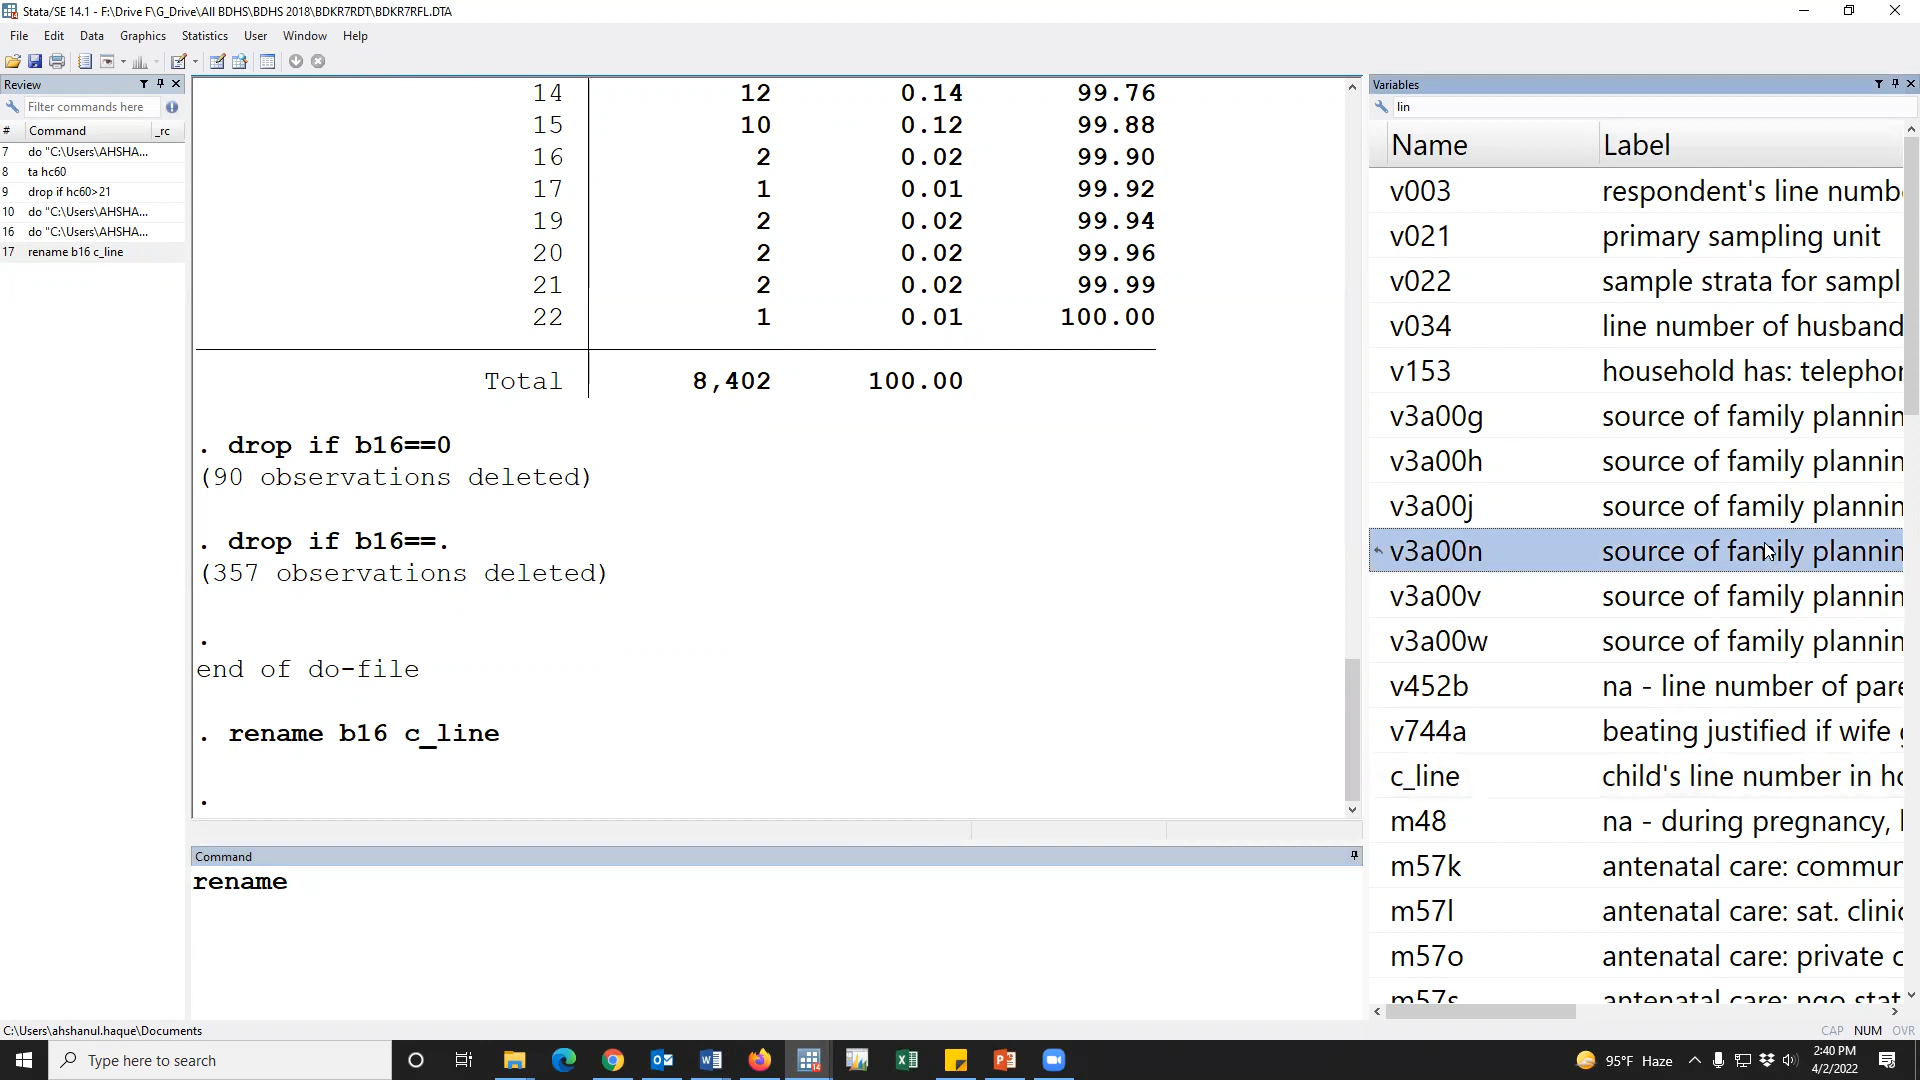 Stata/SE 14.1 - F:\Drive F\G_Drive\All BDHS\BDHS 2018\BDKR7RDT\BDKR7RFL.DTA
File Edit Data Graphics Statistics User Window Help
Review
Filter commands here
# Command _rc
7 do "C:\Users\AHSHA...
8 ta hc60
9 drop if hc60>21
10 do "C:\Users\AHSHA...
16 do "C:\Users\AHSHA...
17 rename b16 c_line
14 12 0.14 99.76
15 10 0.12 99.88
16 2 0.02 99.90
17 1 0.01 99.92
19 2 0.02 99.94
20 2 0.02 99.96
21 2 0.02 99.99
22 1 0.01 100.00
Total 8,402 100.00
. drop if b16==0
(90 observations deleted)
. drop if b16==.
(357 observations deleted)
.
end of do-file
. rename b16 c_line
.
Command
rename
Variables
lin
Name Label
v003 respondent's line numb
v021 primary sampling unit
v022 sample strata for sampl
v034 line number of husband
v153 household has: telephon
v3a00g source of family plannin
v3a00h source of family plannin
v3a00j source of family plannin
v3a00n source of family plannin
v3a00v source of family plannin
v3a00w source of family plannin
v452b na - line number of pare
v744a beating justified if wife
c_line child's line number in ho
m48 na - during pregnancy,
m57k antenatal care: commun
m57l antenatal care: sat. clinic
m57o antenatal care: private
m57s antenatal care: ngo stat
C:\Users\ahshanul.haque\Documents
CAP NUM OVR
Type here to search
95°F Haze
2:40 PM
4/2/2022